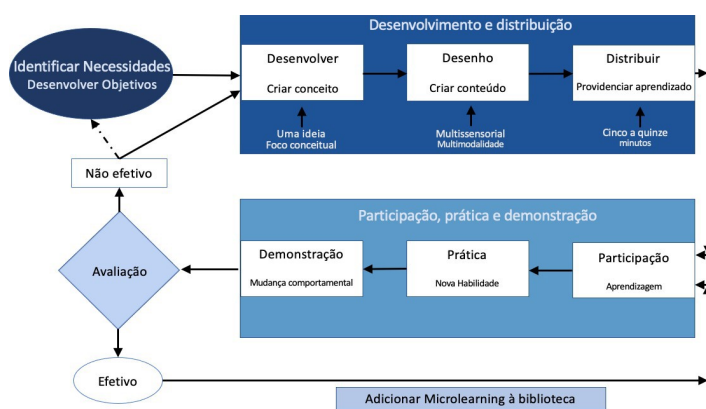 Desenvolvimento e distribuição
Identificar Necessidades
Desenvolver Objetivos
Desenvolver
Criar conceito
Desenho
Criar conteúdo
Distribuir
Providenciar aprendizado
Uma ideia
Foco conceitual
Multissensorial
Multimodalidade
Cinco a quinze
minutos
Não efetivo
Participação, prática e demonstração
Avaliação
Demonstração
Mudança comportamental
Prática
Nova Habilidade
Participação
Aprendizagem
Efetivo
Adicionar Microlearning à biblioteca